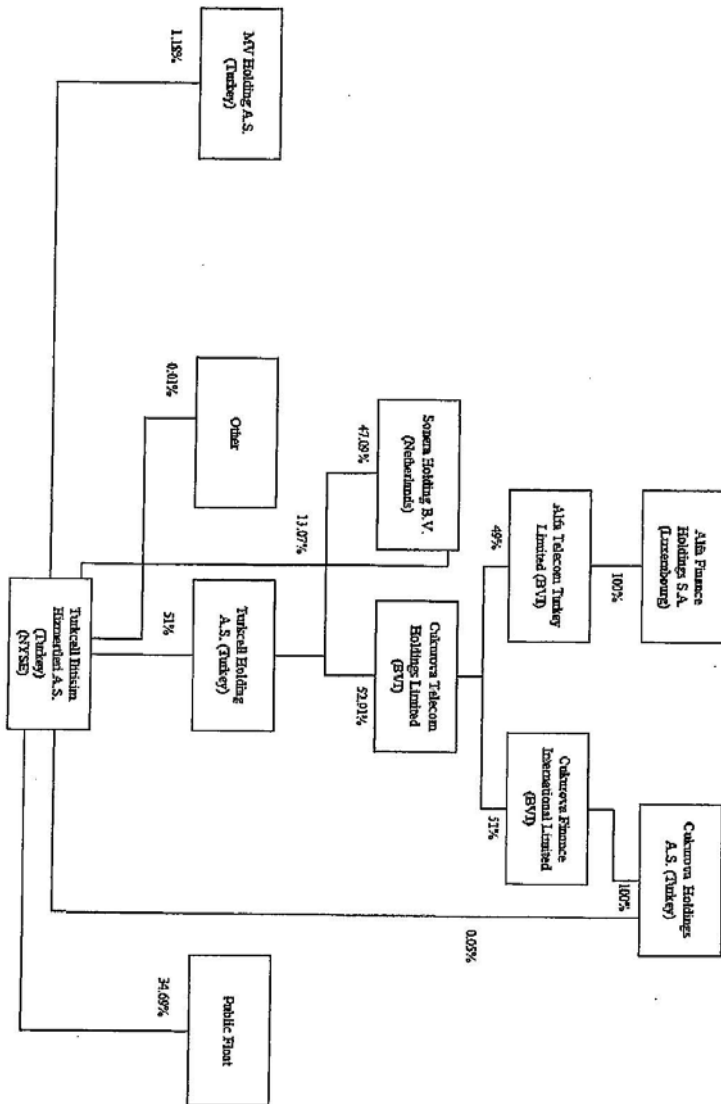 Alfa Finance
Holdings S.A.
(Luxembourg)
Cukurova Holdings
A.S. (Turkey)
100%
100%
Alfa Telecom Turkey
Limited (BVI)
Cukurova Finance
International Limited
(BVI)
49%
51%
0.05%
Sonera Holding B.V.
(Netherlands)
Cukurova Telecom
Holdings Limited
(BVI)
47.09%
52.91%
13.07%
MV Holding A.S.
(Turkey)
Other
Turkcell Holding
A.S. (Turkey)
Public Float
1.18%
0.01%
51%
34.69%
Turkcell Iletisim
Hizmetleri A.S.
(Turkey)
(NYSE)